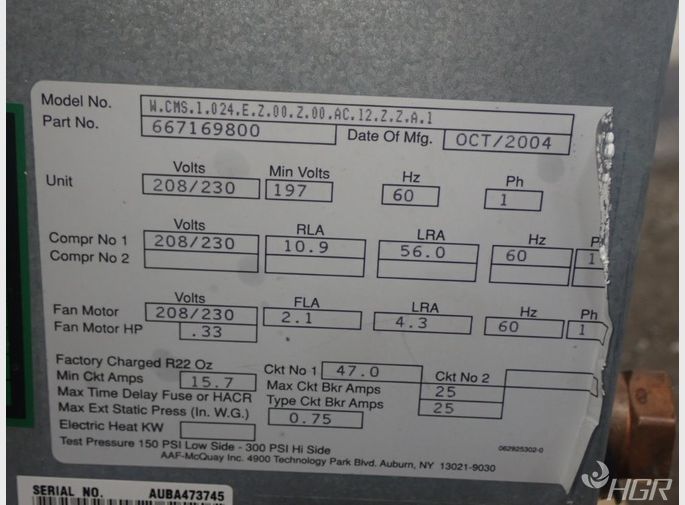 Model No. W.CMS.1.024.E.Z.00.Z.00.AC.12.Z.Z.A.1
Part No. 667169800 Date Of Mfg. OCT/2004
Volts Min Volts Hz Ph
Unit 208/230 197 60 1
Volts RLA LRA Hz P
Compr No 1 208/230 10.9 56.0 60 1
Compr No 2
Volts FLA LRA Hz Ph
Fan Motor 208/230 2.1 4.3 60 1
Fan Motor HP .33
Factory Charged R22 Oz Ckt No 1 47.0 Ckt No 2
Min Ckt Amps 15.7 Max Ckt Bkr Amps 25
Max Time Delay Fuse or HACR Type Ckt Bkr Amps 25
Max Ext Static Press (In. W.G.) 0.75
Electric Heat KW
Test Pressure 150 PSI Low Side - 300 PSI Hi Side
AAF-McQuay Inc. 4900 Technology Park Blvd. Auburn, NY 13021-9030
062925302-0
SERIAL NO. AUBA473745
HGR